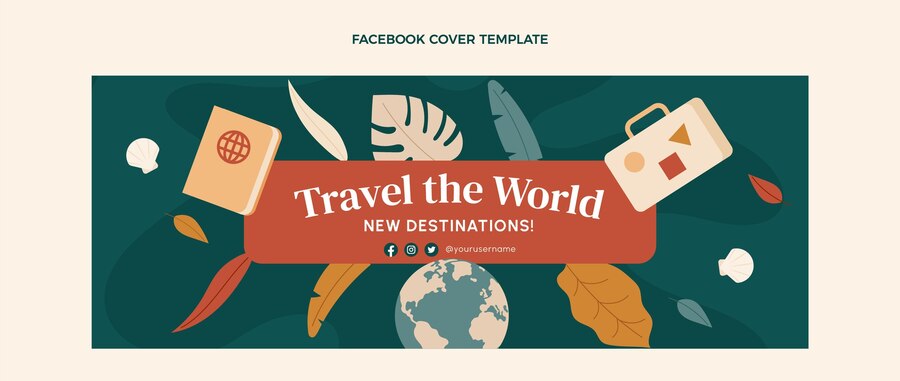 FACEBOOK COVER TEMPLATE
Travel the World
NEW DESTINATIONS!
@yourusername